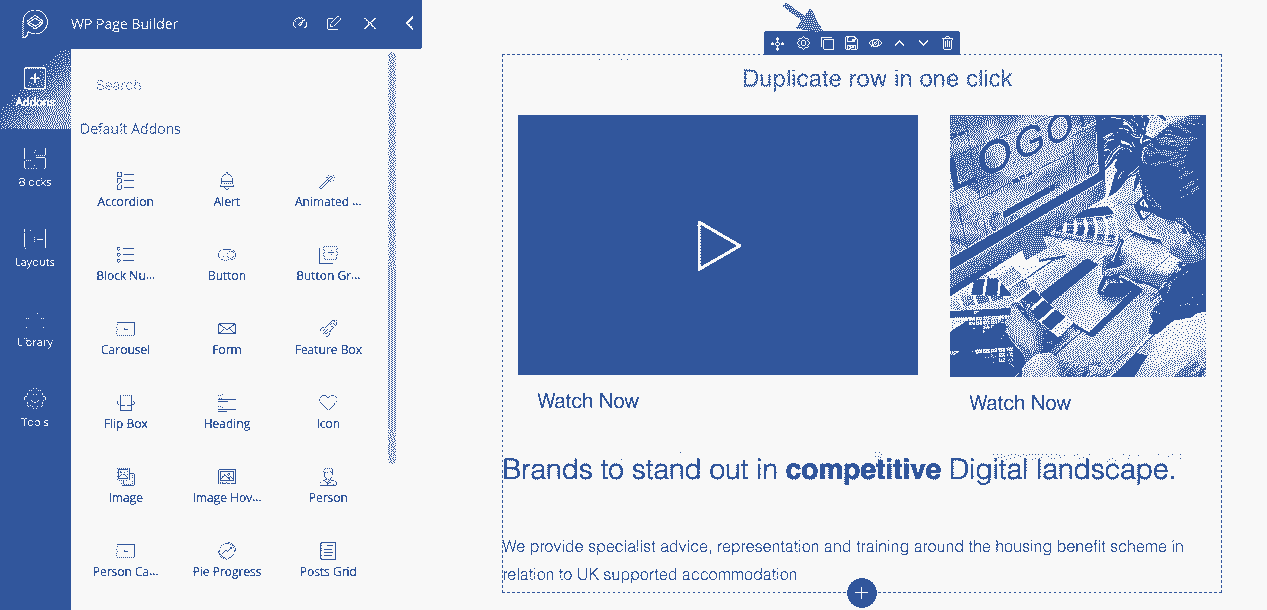 WP Page Builder
Addons
Blocks
Layouts
Library
Tools
Search
Default Addons
Accordion
Alert
Animated ...
Block Nu...
Button
Button Gr...
Carousel
Form
Feature Box
Flip Box
Heading
Icon
Image
Image Hov...
Person
Person Ca...
Pie Progress
Posts Grid
Duplicate row in one click
OGO
Watch Now
Watch Now
Brands to stand out in competitive Digital landscape.
We provide specialist advice, representation and training around the housing benefit scheme in
relation to UK supported accommodation